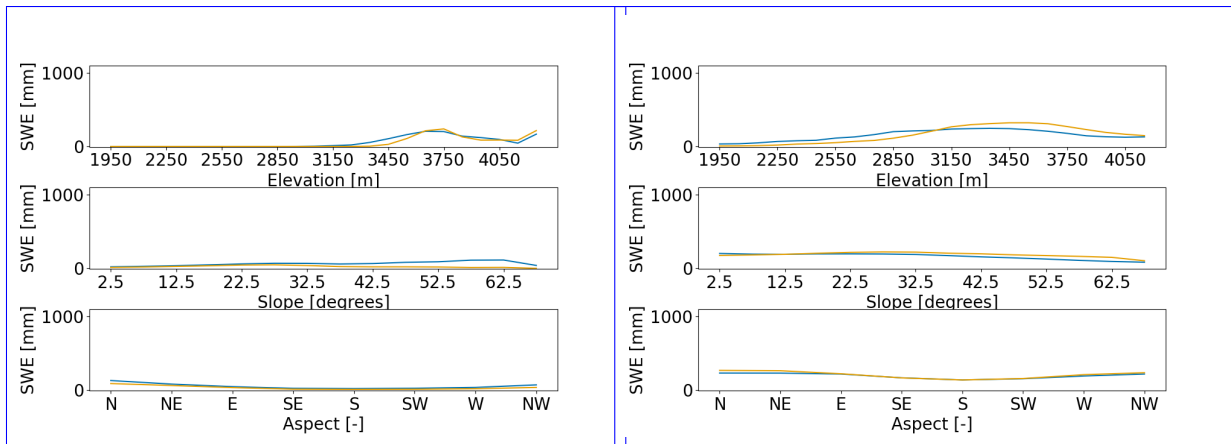 SWE [mm]
1000
0
1950 2250 2550 2850 3150 3450 3750 4050
Elevation [m]
SWE [mm]
1000
0
2.5 12.5 22.5 32.5 42.5 52.5 62.5
Slope [degrees]
SWE [mm]
1000
0
N NE E SE S SW W NW
Aspect [-]
SWE [mm]
1000
0
1950 2250 2550 2850 3150 3450 3750 4050
Elevation [m]
SWE [mm]
1000
0
2.5 12.5 22.5 32.5 42.5 52.5 62.5
Slope [degrees]
SWE [mm]
1000
0
N NE E SE S SW W NW
Aspect [-]